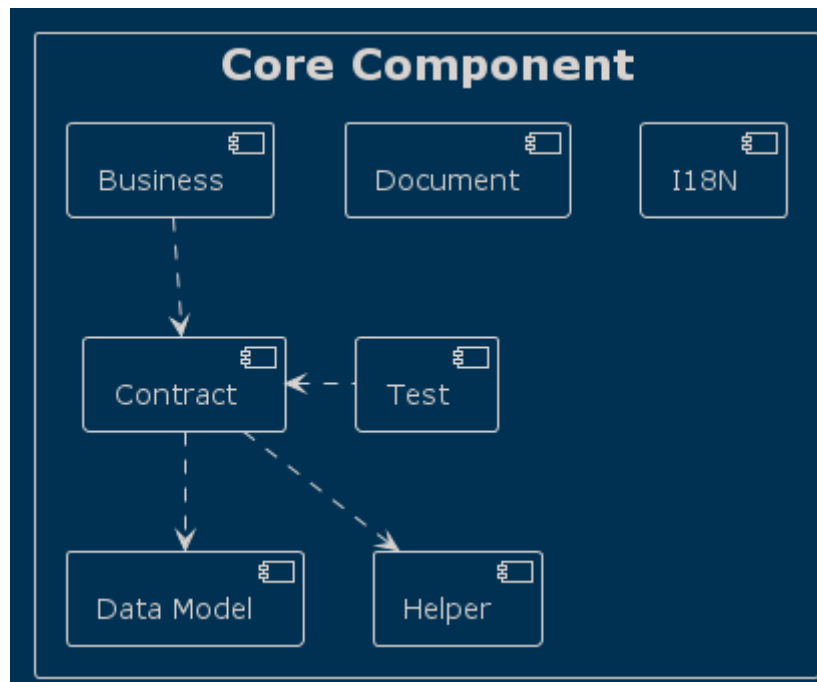 Core Component
Business
Document
I18N
Contract
Test
Data Model
Helper